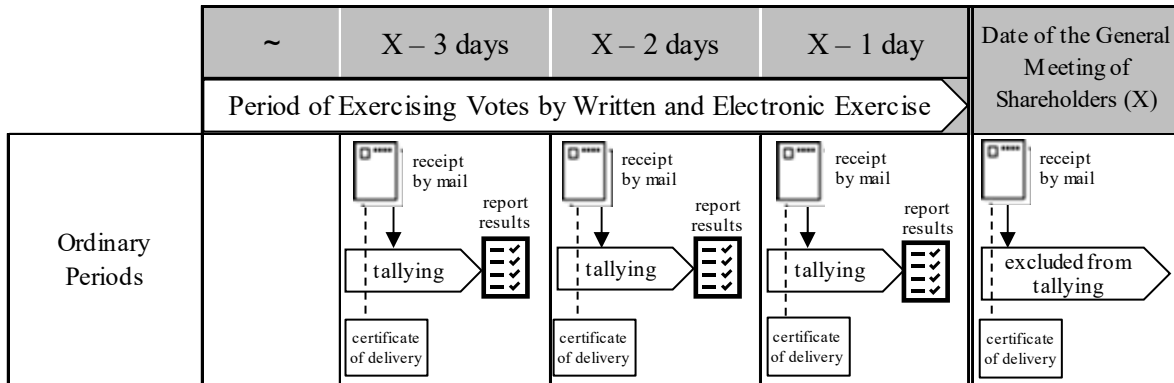 ~
X – 3 days
X – 2 days
X – 1 day
Date of the General
Meeting of
Shareholders (X)
Period of Exercising Votes by Written and Electronic Exercise
Ordinary
Periods
receipt
by mail
report
results
tallying
certificate
of delivery
receipt
by mail
report
results
tallying
certificate
of delivery
receipt
by mail
report
results
tallying
certificate
of delivery
receipt
by mail
excluded from
tallying
certificate
of delivery